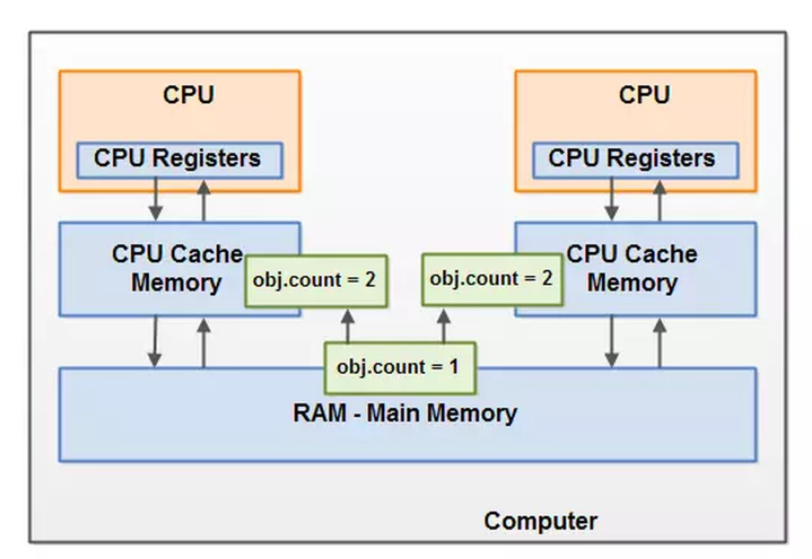 CPU
CPU
CPU Registers
CPU Registers
CPU Cache
Memory
CPU Cache
Memory
obj.count = 2
obj.count = 2
obj.count = 1
RAM - Main Memory
Computer